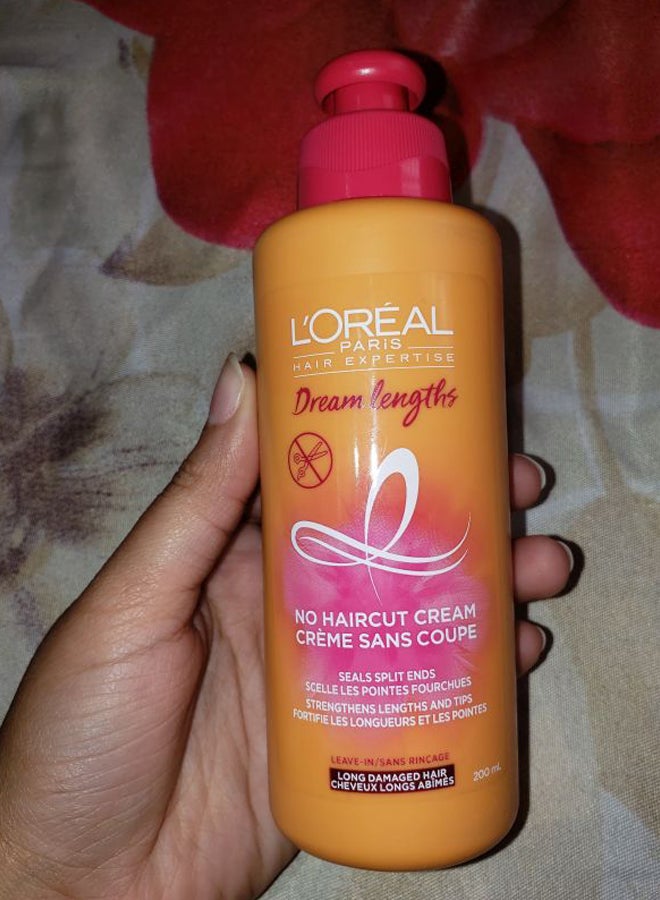 L'ORÉAL
PARIS
HAIR EXPERTISE
Dream lengths
NO HAIRCUT CREAM
CRÈME SANS COUPE
SEALS SPLIT ENDS
SCELLE LES POINTES FOURCHUES
STRENGTHENS LENGTHS AND TIPS
FORTIFIE LES LONGUEURS ET LES POINTES
LEAVE-IN/SANS RINÇAGE
LONG DAMAGED HAIR
CHEVEUX LONGS ABÎMÉS
200 mL